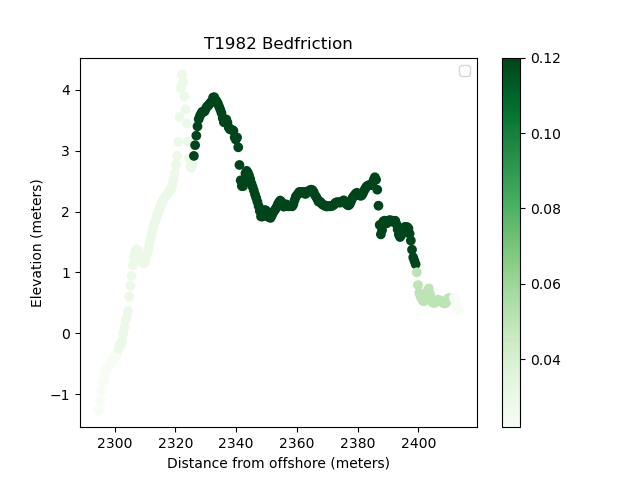 T1982 Bedfriction
Elevation (meters)
4
3
2
1
0
−1
2300 2320 2340 2360 2380 2400
Distance from offshore (meters)
0.12
0.10
0.08
0.06
0.04